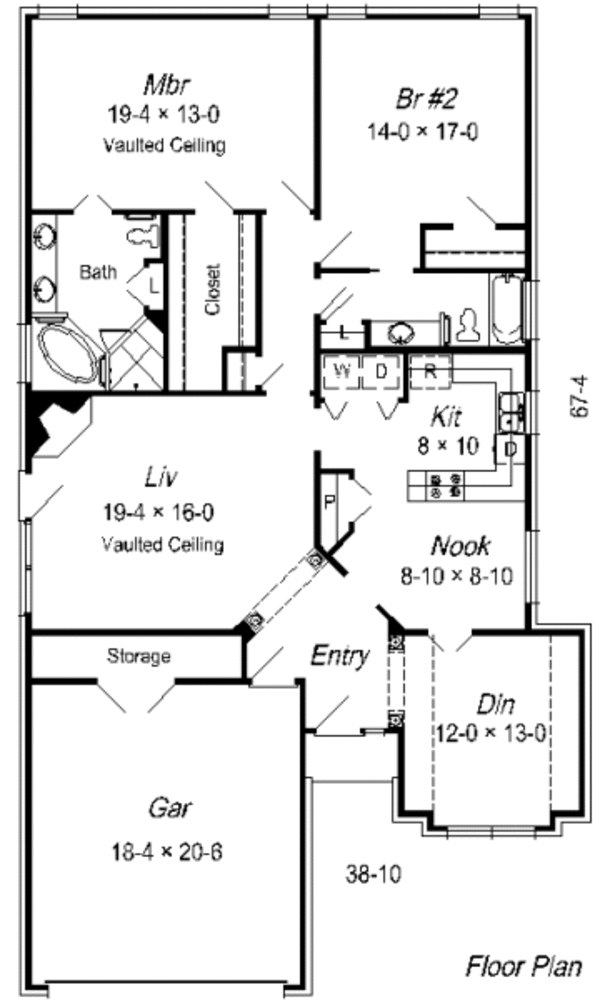 Mbr
19-4 × 13-0
Vaulted Ceiling
Br #2
14-0 × 17-0
Bath
L
Closet
L
W
D
R
67-4
Kit
8 × 10
D
Liv
19-4 × 16-0
Vaulted Ceiling
P
Nook
8-10 × 8-10
Storage
Entry
Din
12-0 × 13-0
Gar
18-4 × 20-6
38-10
Floor Plan